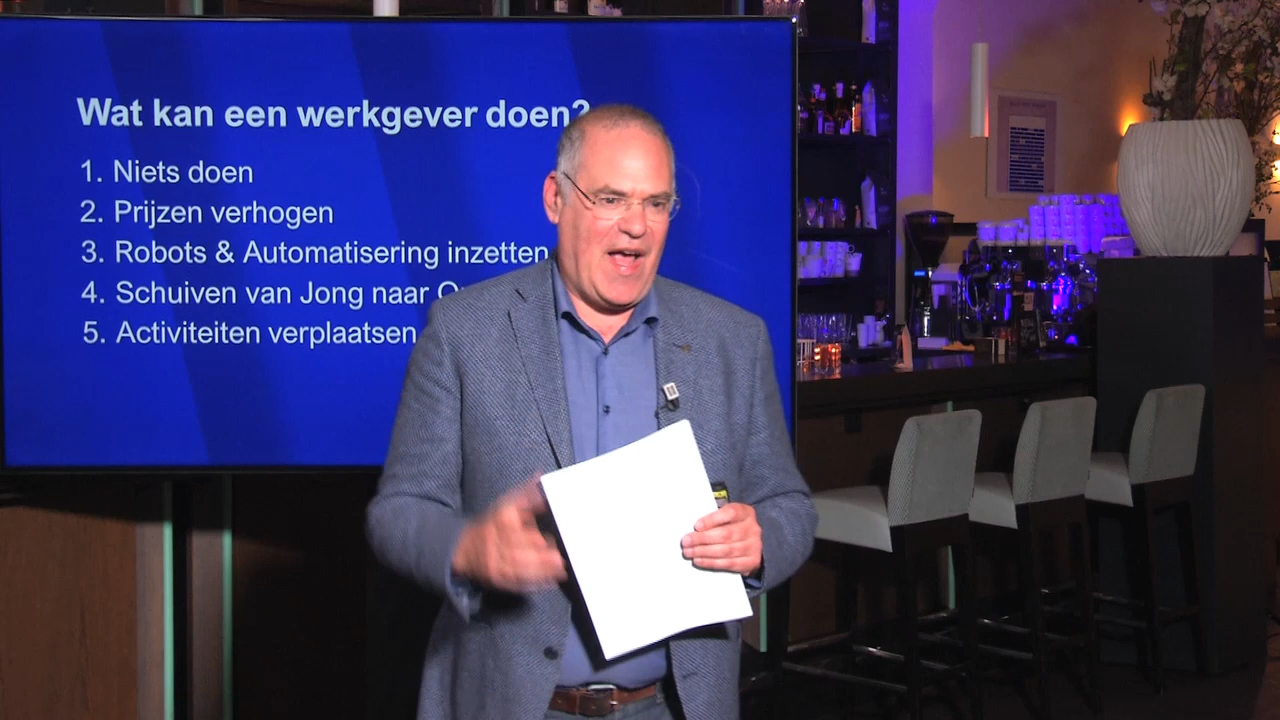 Wat kan een werkgever doen?
1. Niets doen
2. Prijzen verhogen
3. Robots & Automatisering inzetten
4. Schuiven van Jong naar
5. Activiteiten verplaatsen